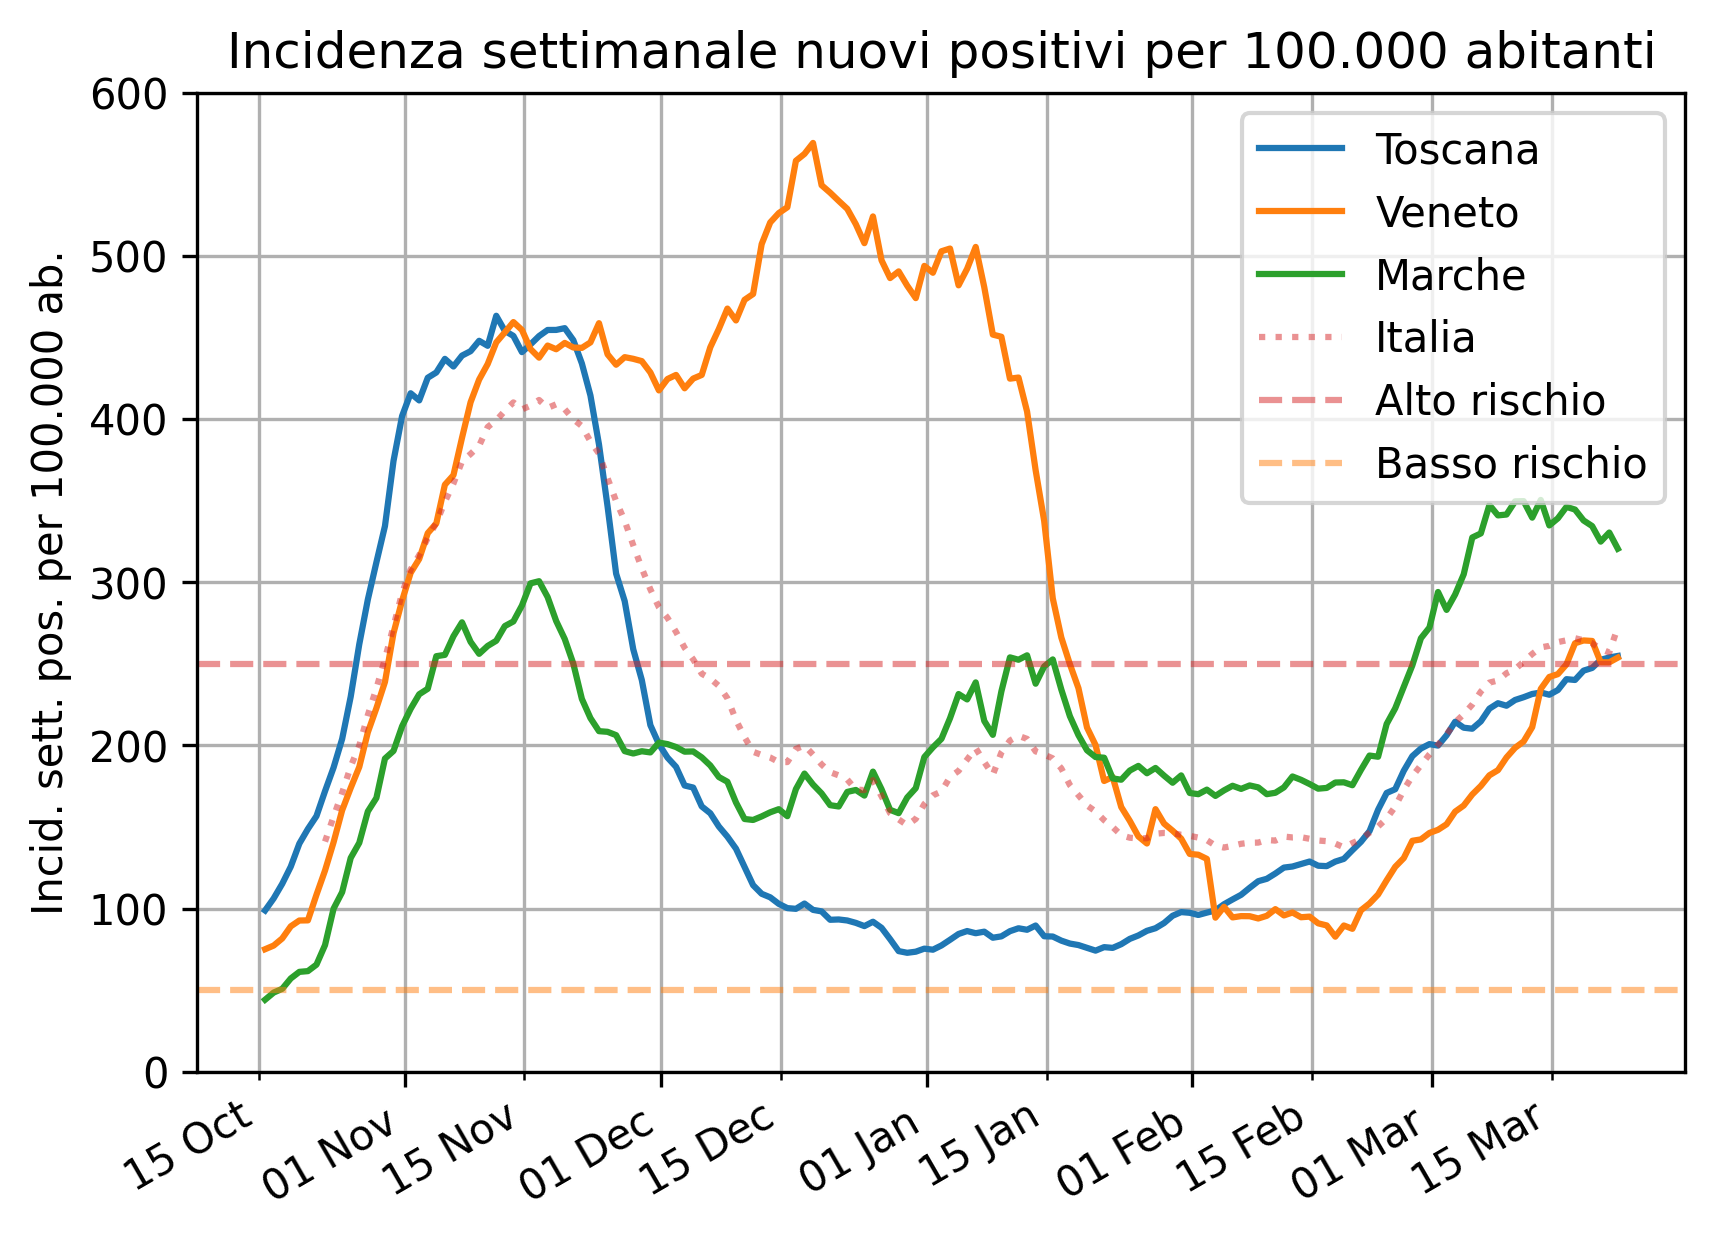 Incidenza settimanale nuovi positivi per 100.000 abitanti
Incid. sett. pos. per 100.000 ab.
600
500
400
300
200
100
0
Toscana
Veneto
Marche
Italia
Alto rischio
Basso rischio
15 Oct
01 Nov
15 Nov
01 Dec
15 Dec
01 Jan
15 Jan
01 Feb
15 Feb
01 Mar
15 Mar